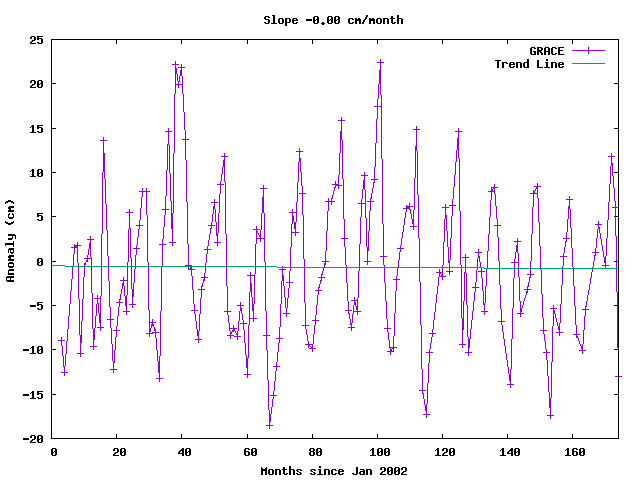 Slope -0.00 cm/month
GRACE
Trend Line
25
20
15
10
5
0
-5
-10
-15
-20
Anomaly (cm)
0 20 40 60 80 100 120 140 160
Months since Jan 2002